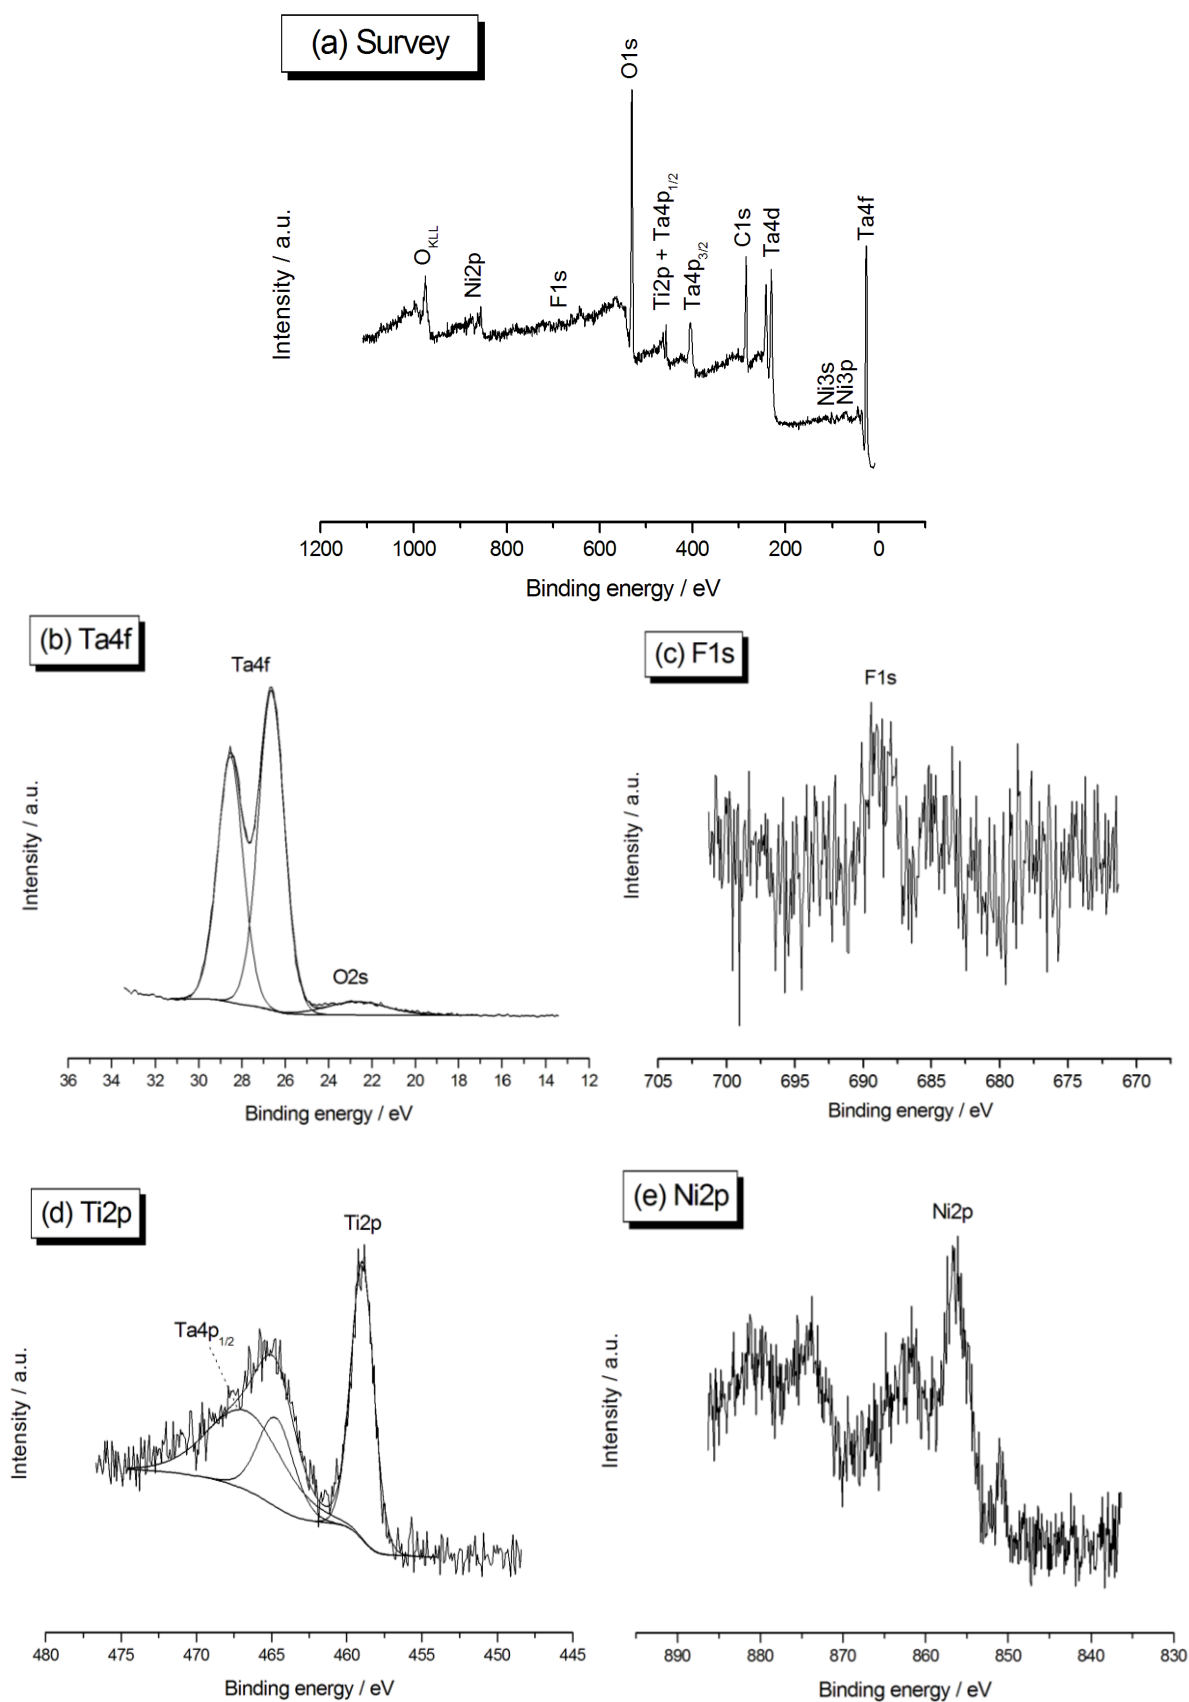 (a) Survey
O1s
Ti2p + Ta4p1/2
Ta4p3/2
C1s
Ta4d
Ta4f
OKLL
Ni2p
F1s
Ni3s
Ni3p
Intensity / a.u.
1200 1000 800 600 400 200 0
Binding energy / eV
(b) Ta4f
Ta4f
O2s
Intensity / a.u.
36 34 32 30 28 26 24 22 20 18 16 14 12
Binding energy / eV
(c) F1s
F1s
Intensity / a.u.
705 700 695 690 685 680 675 670
Binding energy / eV
(d) Ti2p
Ti2p
Ta4p1/2
Intensity / a.u.
480 475 470 465 460 455 450 445
Binding energy / eV
(e) Ni2p
Ni2p
Intensity / a.u.
890 880 870 860 850 840 830
Binding energy / eV